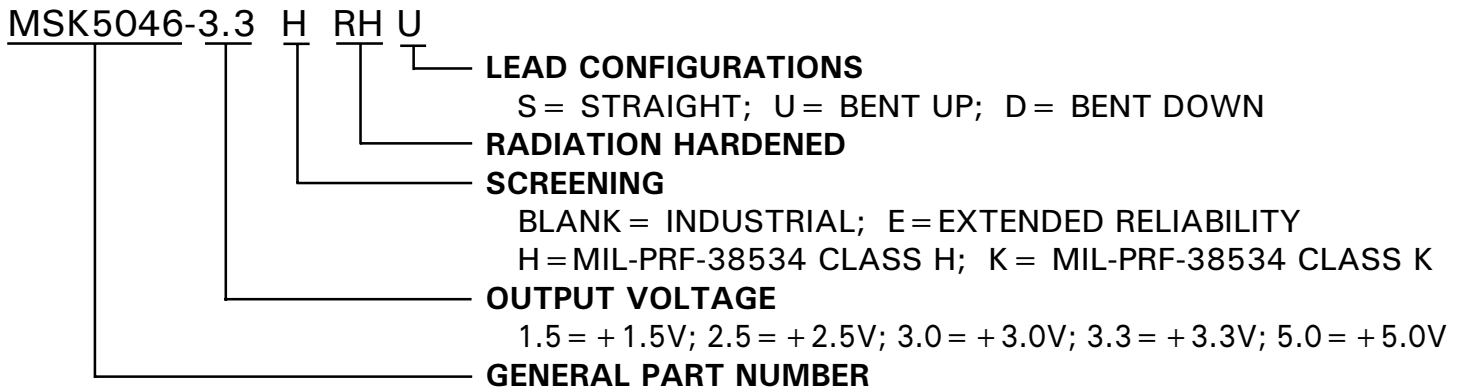 MSK5046-3.3 H RH U
LEAD CONFIGURATIONS
S= STRAIGHT; U= BENT UP; D= BENT DOWN
RADIATION HARDENED
SCREENING
BLANK= INDUSTRIAL; E=EXTENDED RELIABILITY
H=MIL-PRF-38534 CLASS H; K= MIL-PRF-38534 CLASS K
OUTPUT VOLTAGE
1.5=+1.5V; 2.5=+2.5V; 3.0=+3.0V; 3.3=+3.3V; 5.0=+5.0V
GENERAL PART NUMBER